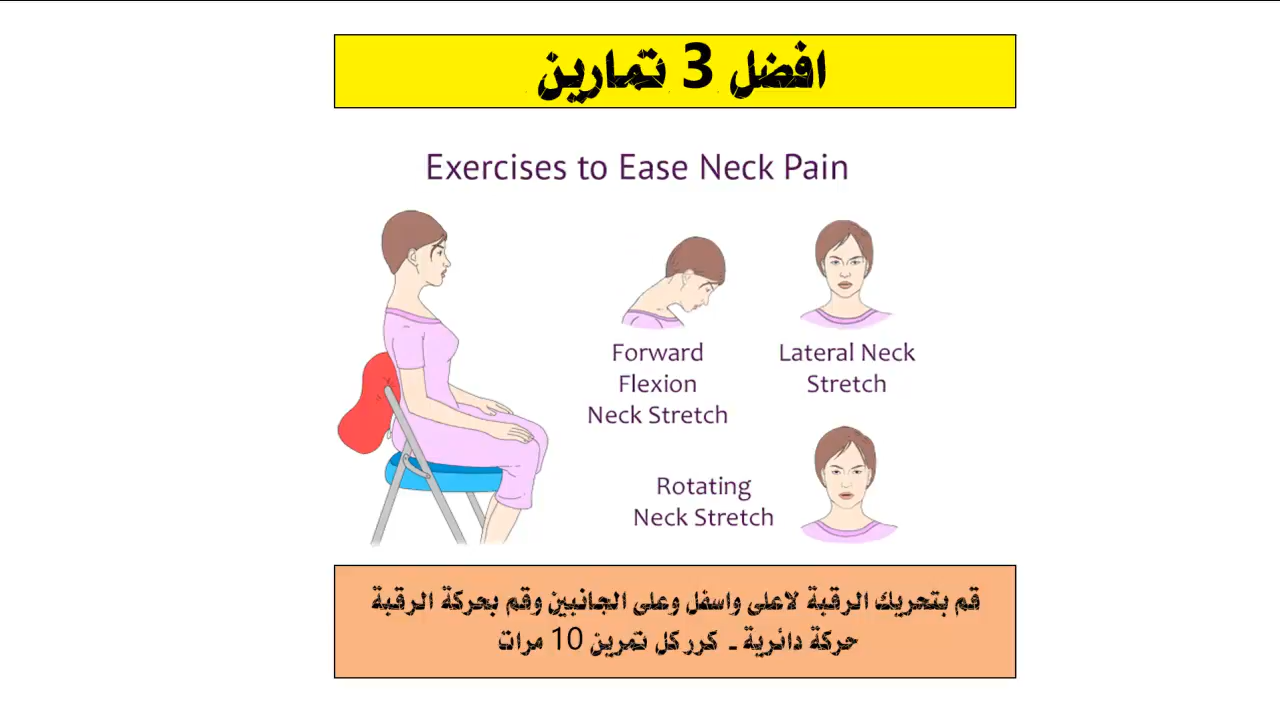 افضل 3 تمارين
Exercises to Ease Neck Pain
Forward
Flexion
Neck Stretch
Lateral Neck
Stretch
Rotating
Neck Stretch
قم بتحريك الرقبة لاعلى واسفل وعلى الجانبين وقم بحركة الرقبة
حركة دائرية - كرر كل تمرين 10 مرات